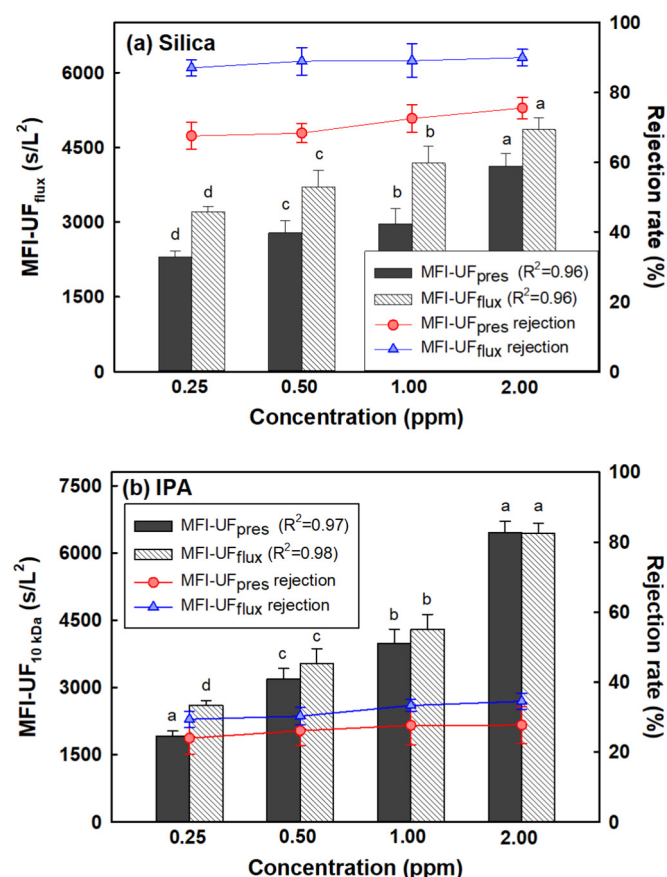 (a) Silica
MFI-UFflux (s/L²)
6000
4500
3000
1500
0
100
80
60
40
20
0
Rejection rate (%)
d d c c b b a a
MFI-UFpres (R²=0.96)
MFI-UFflux (R²=0.96)
MFI-UFpres rejection
MFI-UFflux rejection
0.25 0.50 1.00 2.00
Concentration (ppm)
(b) IPA
MFI-UF10 kDa (s/L²)
7500
6000
4500
3000
1500
0
100
80
60
40
20
0
Rejection rate (%)
MFI-UFpres (R²=0.97)
MFI-UFflux (R²=0.98)
MFI-UFpres rejection
MFI-UFflux rejection
a d c c b b a a
0.25 0.50 1.00 2.00
Concentration (ppm)